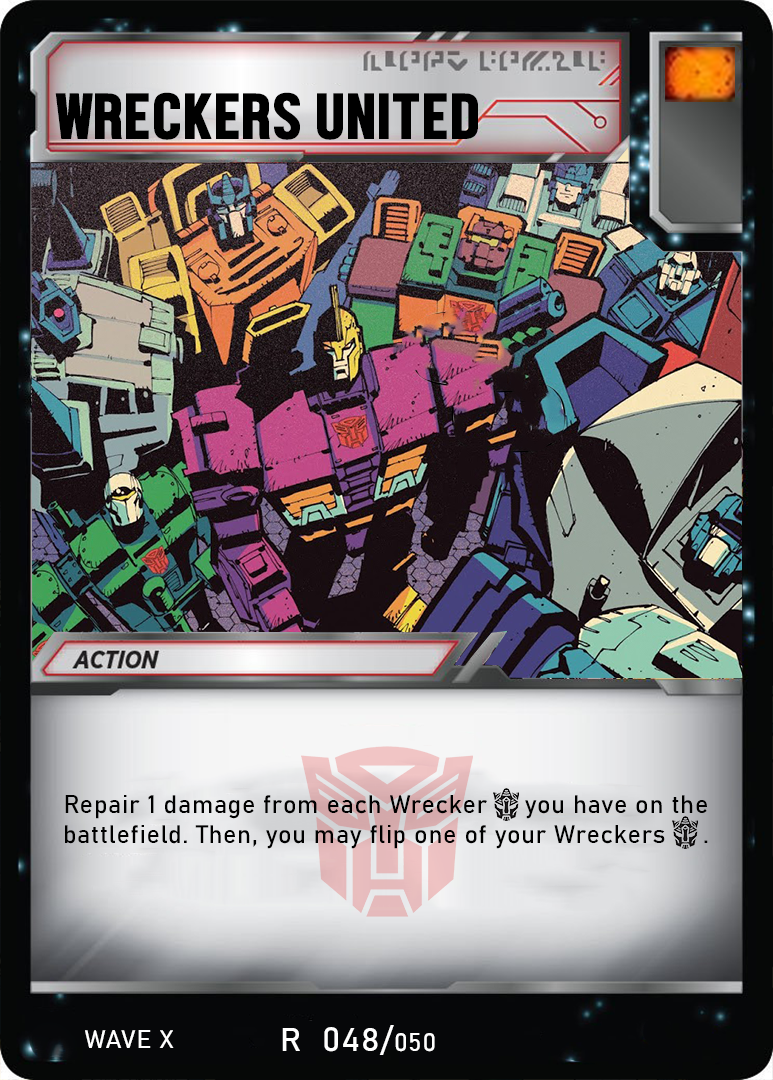 WRECKERS UNITED
ACTION
Repair 1 damage from each Wrecker you have on the
battlefield. Then, you may flip one of your Wreckers .
WAVE X R 048/050